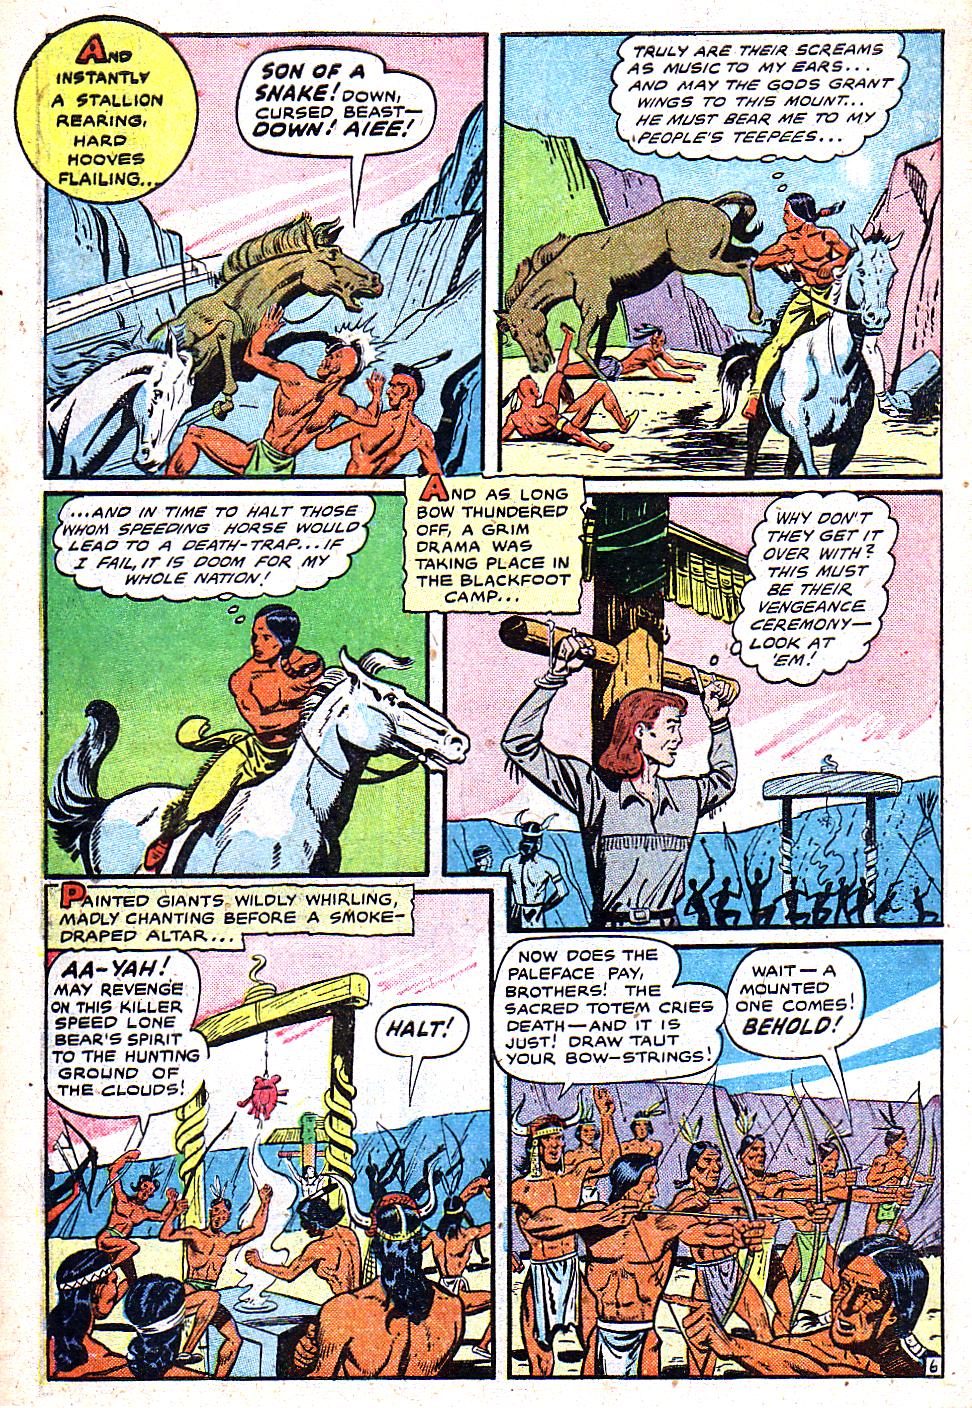 AND
INSTANTLY
A STALLION
REARING,
HARD
HOOVES
FLAILING...
SON OF A
SNAKE! DOWN,
CURSED BEAST—
DOWN! AIEE!
TRULY ARE THEIR SCREAMS
AS MUSIC TO MY EARS...
AND MAY THE GODS GRANT
WINGS TO THIS MOUNT...
HE MUST BEAR ME TO MY
PEOPLE'S TEEPEES...
...AND IN TIME TO HALT THOSE
WHOM SPEEDING HORSE WOULD
LEAD TO A DEATH-TRAP...IF
I FAIL, IT IS DOOM FOR MY
WHOLE NATION!
AND AS LONG
BOW THUNDERED
OFF, A GRIM
DRAMA WAS
TAKING PLACE IN
THE BLACKFOOT
CAMP...
WHY DON'T
THEY GET IT
OVER WITH?
THIS MUST
BE THEIR
VENGEANCE
CEREMONY—
LOOK AT
'EM!
PAINTED GIANTS WILDLY WHIRLING,
MADLY CHANTING BEFORE A SMOKE-
DRAPED ALTAR...
AA-YAH!
MAY REVENGE
ON THIS KILLER
SPEED LONE
BEAR'S SPIRIT
TO THE HUNTING
GROUND OF
THE CLOUDS!
HALT!
NOW DOES THE
PALEFACE PAY,
BROTHERS! THE
SACRED TOTEM CRIES
DEATH—AND IT IS
JUST! DRAW TAUT
YOUR BOW-STRINGS!
WAIT—A
MOUNTED
ONE COMES!
BEHOLD!
6